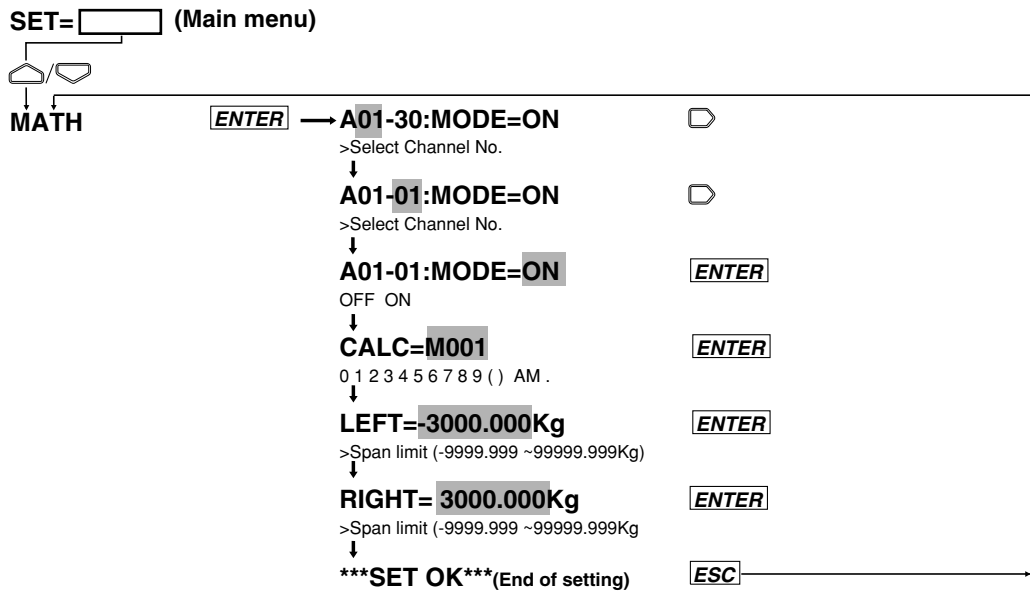 SET= (Main menu)
/
MATH ENTER A01-30:MODE=ON
>Select Channel No.
A01-01:MODE=ON
>Select Channel No.
A01-01:MODE=ON ENTER
OFF ON
CALC=M001 ENTER
0 1 2 3 4 5 6 7 8 9 ( ) AM .
LEFT=-3000.000Kg ENTER
>Span limit (-9999.999 ~99999.999Kg)
RIGHT= 3000.000Kg ENTER
>Span limit (-9999.999 ~99999.999Kg
***SET OK***(End of setting) ESC